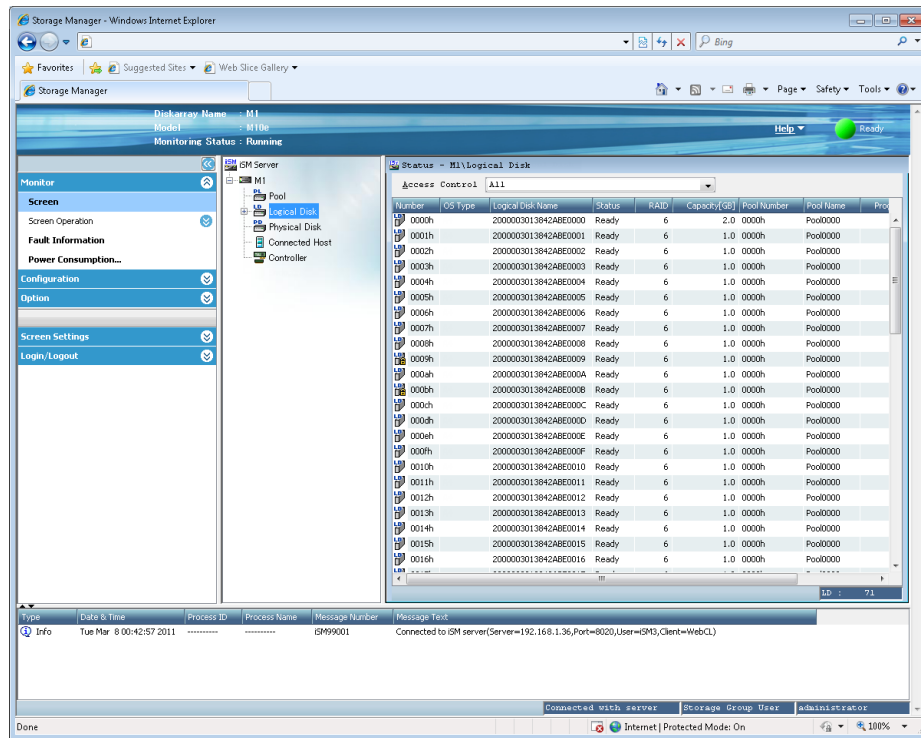 Storage Manager - Windows Internet Explorer
Bing
Favorites Suggested Sites Web Slice Gallery
Storage Manager Page Safety Tools
Diskarray Name : M1
Model : M10e
Monitoring Status : Running
Help Ready
Monitor
Screen
Screen Operation
Fault Information
Power Consumption...
Configuration
Option
Screen Settings
Login/Logout
iSM Server
M1
Pool
Logical Disk
Physical Disk
Connected Host
Controller
Status - M1\Logical Disk
Access Control All
Number OS Type Logical Disk Name Status RAID Capacity[GB] Pool Number Pool Name
0000h 2000003013842ABE0000 Ready 6 2.0 0000h Pool0000
0001h 2000003013842ABE0001 Ready 6 1.0 0000h Pool0000
0002h 2000003013842ABE0002 Ready 6 1.0 0000h Pool0000
0003h 2000003013842ABE0003 Ready 6 1.0 0000h Pool0000
0004h 2000003013842ABE0004 Ready 6 1.0 0000h Pool0000
0005h 2000003013842ABE0005 Ready 6 1.0 0000h Pool0000
0006h 2000003013842ABE0006 Ready 6 1.0 0000h Pool0000
0007h 2000003013842ABE0007 Ready 6 1.0 0000h Pool0000
0008h 2000003013842ABE0008 Ready 6 1.0 0000h Pool0000
0009h 2000003013842ABE0009 Ready 6 1.0 0000h Pool0000
000ah 2000003013842ABE000A Ready 6 1.0 0000h Pool0000
000bh 2000003013842ABE000B Ready 6 1.0 0000h Pool0000
000ch 2000003013842ABE000C Ready 6 1.0 0000h Pool0000
000dh 2000003013842ABE000D Ready 6 1.0 0000h Pool0000
000eh 2000003013842ABE000E Ready 6 1.0 0000h Pool0000
000fh 2000003013842ABE000F Ready 6 1.0 0000h Pool0000
0010h 2000003013842ABE0010 Ready 6 1.0 0000h Pool0000
0011h 2000003013842ABE0011 Ready 6 1.0 0000h Pool0000
0012h 2000003013842ABE0012 Ready 6 1.0 0000h Pool0000
0013h 2000003013842ABE0013 Ready 6 1.0 0000h Pool0000
0014h 2000003013842ABE0014 Ready 6 1.0 0000h Pool0000
0015h 2000003013842ABE0015 Ready 6 1.0 0000h Pool0000
0016h 2000003013842ABE0016 Ready 6 1.0 0000h Pool0000
LD : 71
Type Date & Time Process ID Process Name Message Number Message Text
Info Tue Mar 8 00:42:57 2011 ---------- ---------- iSM99001 Connected to iSM server(Server=192.168.1.36,Port=8020,User=iSM3,Client=WebCL)
Connected with server Storage Group User administrator
Done Internet | Protected Mode: On 100%